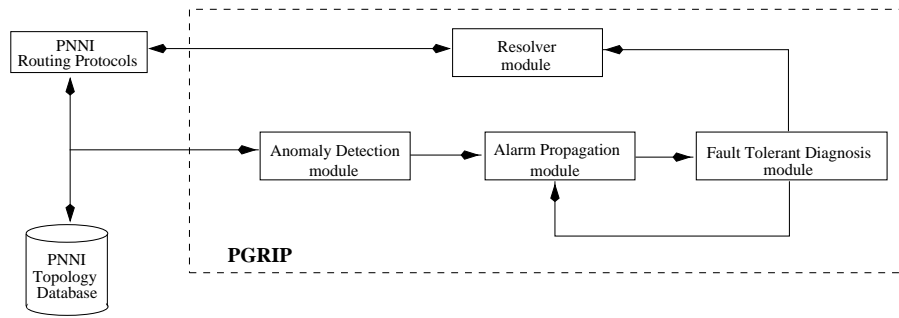 PNNI
Routing Protocols
Resolver
module
Anomaly Detection
module
Alarm Propagation
module
Fault Tolerant Diagnosis
module
PGRIP
PNNI
Topology
Database